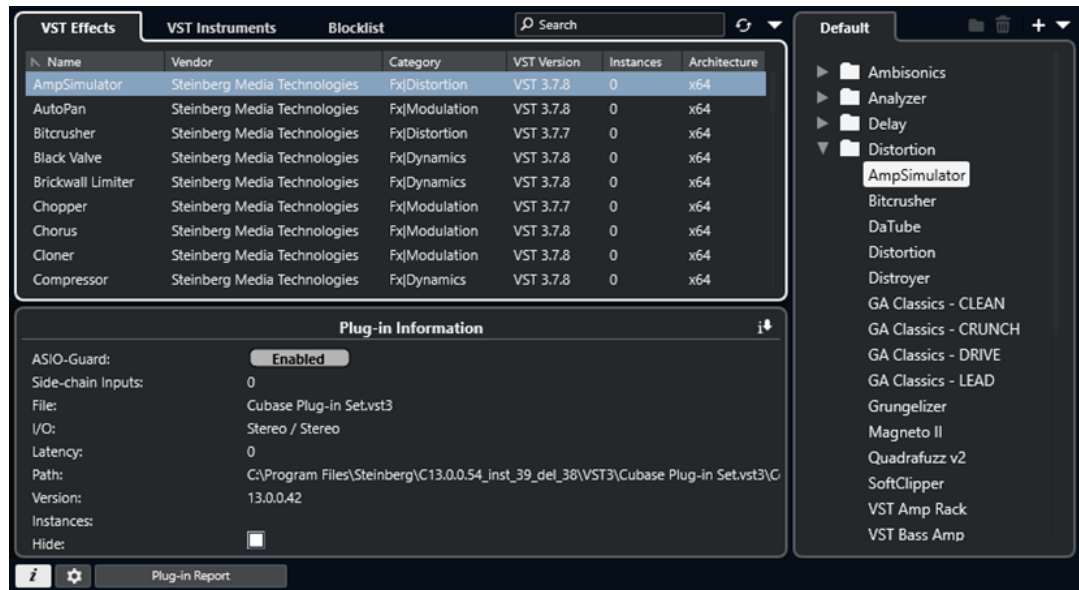 VST Effects VST Instruments Blocklist Search
Name Vendor Category VST Version Instances Architecture
AmpSimulator Steinberg Media Technologies Fx|Distortion VST 3.7.8 0 x64
AutoPan Steinberg Media Technologies Fx|Modulation VST 3.7.8 0 x64
Bitcrusher Steinberg Media Technologies Fx|Distortion VST 3.7.7 0 x64
Black Valve Steinberg Media Technologies Fx|Dynamics VST 3.7.8 0 x64
Brickwall Limiter Steinberg Media Technologies Fx|Dynamics VST 3.7.8 0 x64
Chopper Steinberg Media Technologies Fx|Modulation VST 3.7.7 0 x64
Chorus Steinberg Media Technologies Fx|Modulation VST 3.7.8 0 x64
Cloner Steinberg Media Technologies Fx|Modulation VST 3.7.8 0 x64
Compressor Steinberg Media Technologies Fx|Dynamics VST 3.7.8 0 x64
Plug-in Information i
ASIO-Guard: Enabled
Side-chain Inputs: 0
File: Cubase Plug-in Set.vst3
I/O: Stereo / Stereo
Latency: 0
Path: C:\Program Files\Steinberg\C13.0.0.54_inst_39_del_38\VST3\Cubase Plug-in Set.vst3\C
Version: 13.0.0.42
Instances:
Hide:
i Plug-in Report
Default
Ambisonics
Analyzer
Delay
Distortion
AmpSimulator
Bitcrusher
DaTube
Distortion
Distroyer
GA Classics - CLEAN
GA Classics - CRUNCH
GA Classics - DRIVE
GA Classics - LEAD
Grungelizer
Magneto II
Quadrafuzz v2
SoftClipper
VST Amp Rack
VST Bass Amp